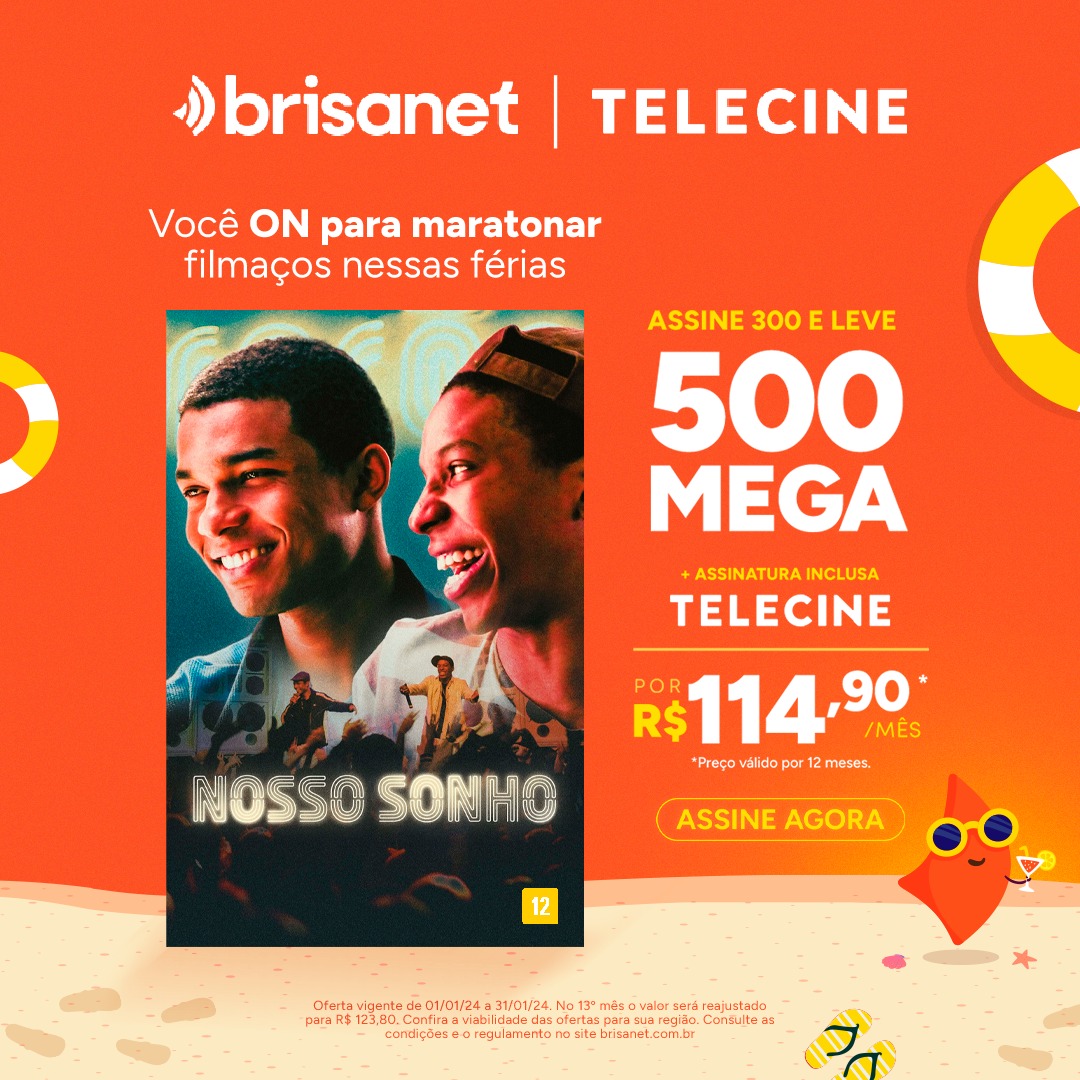 brisanet | TELECINE
Você ON para maratonar
filmaços nessas férias
ASSINE 300 E LEVE
500
MEGA
+ ASSINATURA INCLUSA
TELECINE
POR
R$114,90*
/MÊS
*Preço válido por 12 meses.
ASSINE AGORA
NOSSO SONHO
12
Oferta vigente de 01/01/24 a 31/01/24. No 13º mês o valor será reajustado
para R$ 123,80. Confira a viabilidade das ofertas para sua região. Consulte as
condições e o regulamento no site brisanet.com.br